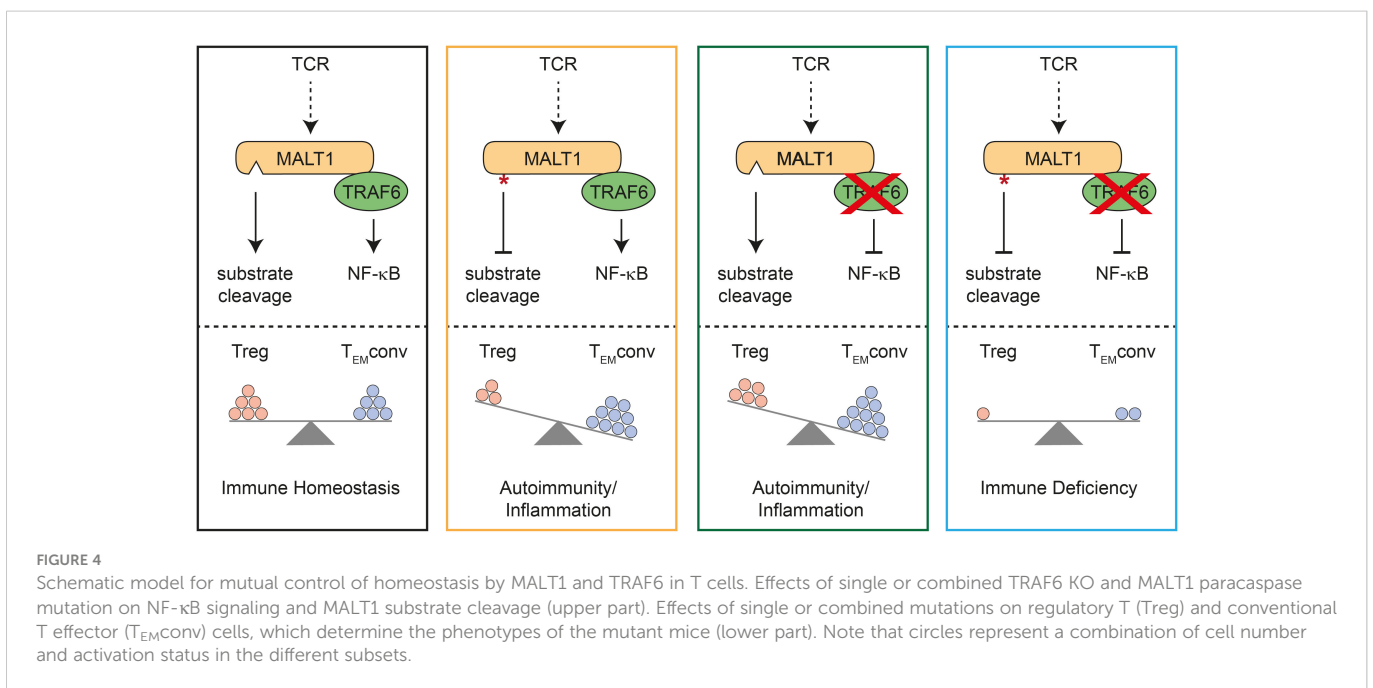 TCR
MALT1
TRAF6
substrate
cleavage
NF-κB
Treg
TEMconv
Immune Homeostasis
TCR
MALT1
*
TRAF6
substrate
cleavage
NF-κB
Treg
TEMconv
Autoimmunity/
Inflammation
TCR
MALT1
TRAF6
substrate
cleavage
NF-κB
Treg
TEMconv
Autoimmunity/
Inflammation
TCR
MALT1
*
TRAF6
substrate
cleavage
NF-κB
Treg
TEMconv
Immune Deficiency
FIGURE 4
Schematic model for mutual control of homeostasis by MALT1 and TRAF6 in T cells. Effects of single or combined TRAF6 KO and MALT1 paracaspase
mutation on NF-κB signaling and MALT1 substrate cleavage (upper part). Effects of single or combined mutations on regulatory T (Treg) and conventional
T effector (TEMconv) cells, which determine the phenotypes of the mutant mice (lower part). Note that circles represent a combination of cell number
and activation status in the different subsets.